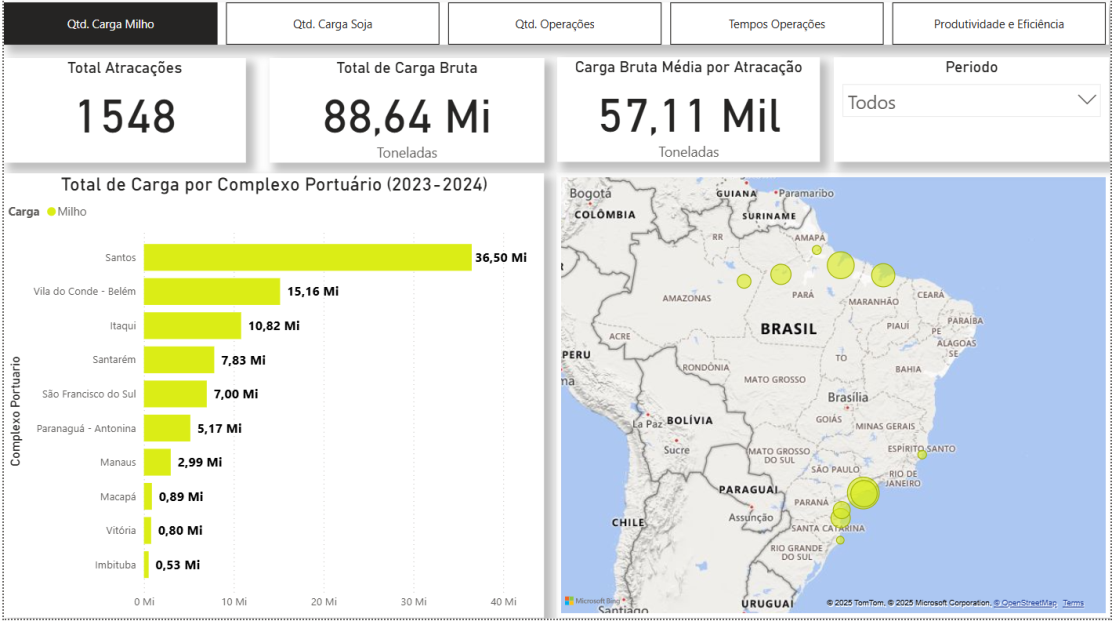 Qtd. Carga Milho
Qtd. Carga Soja
Qtd. Operações
Tempos Operações
Produtividade e Eficiência
Total Atracações
1548
Total de Carga Bruta
88,64 Mi
Toneladas
Carga Bruta Média por Atracação
57,11 Mil
Toneladas
Periodo
Todos
Total de Carga por Complexo Portuário (2023-2024)
Carga
Milho
Complexo Portuario
Santos
36,50 Mi
Vila do Conde - Belém
15,16 Mi
Itaqui
10,82 Mi
Santarém
7,83 Mi
São Francisco do Sul
7,00 Mi
Paranaguá - Antonina
5,17 Mi
Manaus
2,99 Mi
Macapá
0,89 Mi
Vitória
0,80 Mi
Imbituba
0,53 Mi
0 Mi
10 Mi
20 Mi
30 Mi
40 Mi
Bogotá
COLÔMBIA
GUIANA
Paramaribo
SURINAME
RR
AMAPÁ
AMAZONAS
PARÁ
MARANHÃO
CEARÁ
PARAÍBA
PIAUÍ
PE
ALAGOAS
SE
BRASIL
ACRE
TO
BAHIA
PERU
RONDÔNIA
MATO GROSSO
Brasília
La Paz
BOLÍVIA
GOIÁS
MINAS GERAIS
Sucre
MATO GROSSO
DO SUL
ESPÍRITO SANTO
SÃO PAULO
RIO DE
JANEIRO
PARAGUAI
PARANÁ
Assunção
CHILE
SANTA CATARINA
RIO GRANDE
DO SUL
URUGUAI
Santiago
Microsoft Bing
© 2025 TomTom, © 2025 Microsoft Corporation, © OpenStreetMap Terms